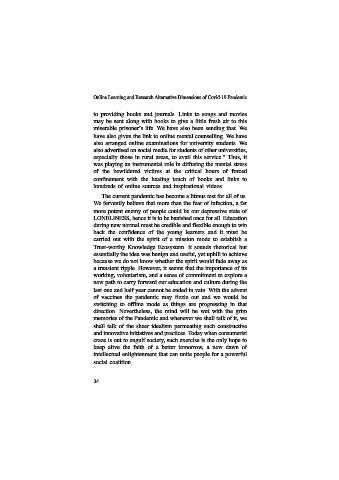 Online Learning and Research Alternative Dimensions of Covid-19 Pandemic
to providing books and journals. Links to songs and movies
may be sent along with books to give a little fresh air to this
miserable prisoner's life. We have also been sending that. We
have also given the link to online mental counselling. We have
also arranged online examinations for university students. We
also advertised on social media for students of other universities,
especially those in rural areas, to avail this service." Thus, it
was playing an instrumental role in diffusing the mental stress
of the bewildered victims at the critical hours of forced
confinement with the healing touch of books and links to
hundreds of online sources and inspirational videos.
The current pandemic has become a litmus test for all of us.
We fervently believe that more than the fear of infection, a far
more potent enemy of people could be our depressive state of
LONELINESS, hence it is to be banished once for all. Education
during new normal must be credible and flexible enough to win
back the confidence of the young learners and it must be
carried out with the spirit of a mission mode to establish a
Trust-worthy Knowledge Ecosystem. It sounds rhetorical but
essentially the idea was benign and useful, yet uphill to achieve
because we do not know whether the spirit would fade away as
a transient ripple. However, it seems that the importance of its
working, voluntarism, and a sense of commitment to explore a
new path to carry forward our education and culture during the
last one and half year cannot be ended in vain. With the advent
of vaccines the pandemic may fizzle out and we would be
switching to offline mode as things are progressing in that
direction. Nevertheless, the mind will be wet with the grim
memories of the Pandemic and whenever we shall talk of it, we
shall talk of the sheer idealism permeating such constructive
and innovative initiatives and practices. Today when consumerist
craze is out to engulf society, such exercise is the only hope to
keep alive the faith of a better tomorrow, a new dawn of
intellectual enlightenment that can unite people for a powerful
social coalition.
34